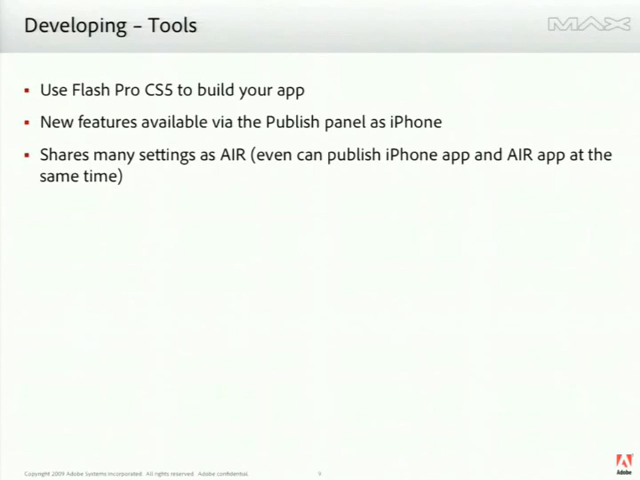 Developing – Tools
MAX
Use Flash Pro CS5 to build your app
New features available via the Publish panel as iPhone
Shares many settings as AIR (even can publish iPhone app and AIR app at the
same time)
Copyright 2009 Adobe Systems Incorporated. All rights reserved. Adobe confidential.
9
Adobe